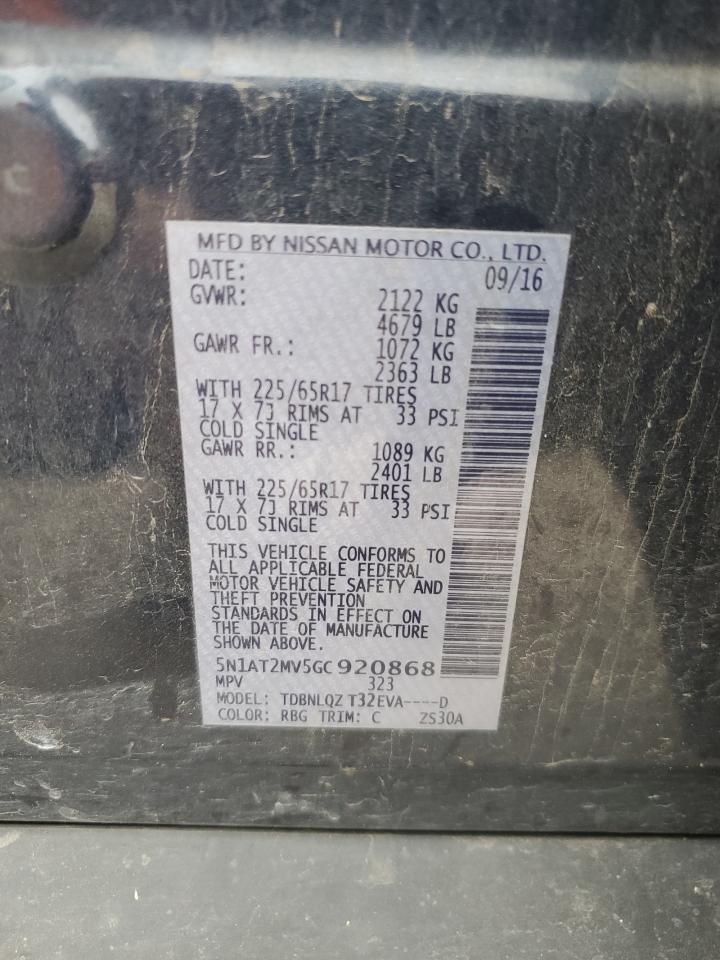 MFD BY NISSAN MOTOR CO., LTD.
DATE: 09/16
GVWR: 2122 KG
4679 LB
GAWR FR.: 1072 KG
2363 LB
WITH 225/65R17 TIRES
17 X 7J RIMS AT 33 PSI
COLD SINGLE
GAWR RR.: 1089 KG
2401 LB
WITH 225/65R17 TIRES
17 X 7J RIMS AT 33 PSI
COLD SINGLE
THIS VEHICLE CONFORMS TO
ALL APPLICABLE FEDERAL
MOTOR VEHICLE SAFETY AND
THEFT PREVENTION
STANDARDS IN EFFECT ON
THE DATE OF MANUFACTURE
SHOWN ABOVE.
5N1AT2MV5GC920868
MPV 323
MODEL: TDBNLQZ T32EVA----D
COLOR: RBG TRIM: C ZS30A